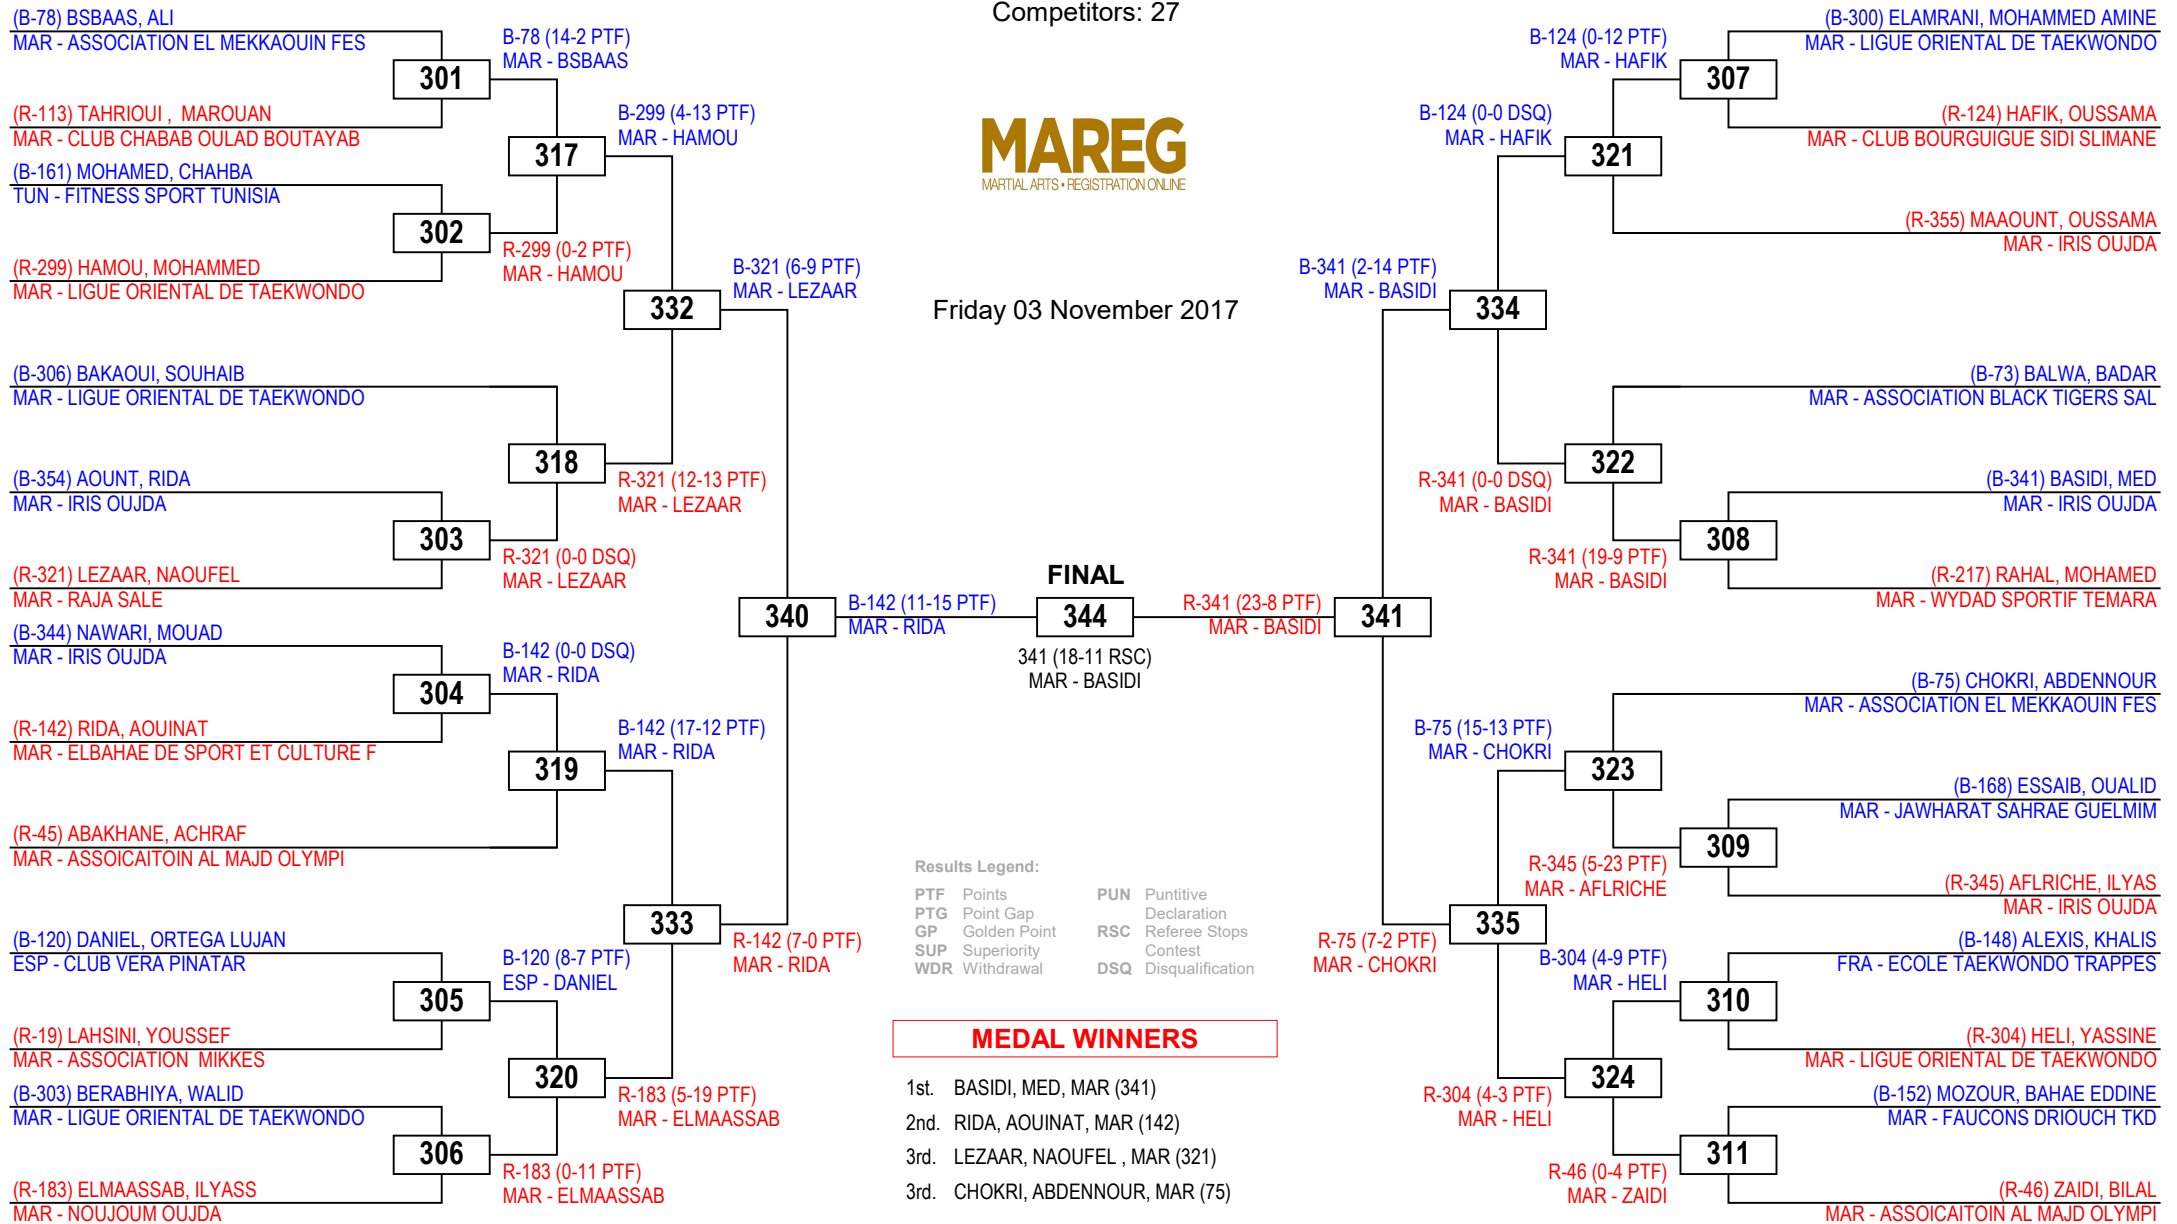 Competitors: 27
MAREG
MARTIAL ARTS • REGISTRATION ONLINE
Friday 03 November 2017
(B-78) BSBAAS, ALI
MAR - ASSOCIATION EL MEKKAOUIN FES
301
(R-113) TAHRIOUI , MAROUAN
MAR - CLUB CHABAB OULAD BOUTAYAB
(B-161) MOHAMED, CHAHBA
TUN - FITNESS SPORT TUNISIA
302
(R-299) HAMOU, MOHAMMED
MAR - LIGUE ORIENTAL DE TAEKWONDO
(B-306) BAKAOUI, SOUHAIB
MAR - LIGUE ORIENTAL DE TAEKWONDO
(B-354) AOUNT, RIDA
MAR - IRIS OUJDA
303
(R-321) LEZAAR, NAOUFEL
MAR - RAJA SALE
(B-344) NAWARI, MOUAD
MAR - IRIS OUJDA
304
(R-142) RIDA, AOUINAT
MAR - ELBAHAE DE SPORT ET CULTURE F
(R-45) ABAKHANE, ACHRAF
MAR - ASSOICAITOIN AL MAJD OLYMPI
(B-120) DANIEL, ORTEGA LUJAN
ESP - CLUB VERA PINATAR
305
(R-19) LAHSINI, YOUSSEF
MAR - ASSOCIATION MIKKES
(B-303) BERABHIYA, WALID
MAR - LIGUE ORIENTAL DE TAEKWONDO
306
(R-183) ELMAASSAB, ILYASS
MAR - NOUJOUM OUJDA
B-78 (14-2 PTF)
MAR - BSBAAS
317
R-299 (0-2 PTF)
MAR - HAMOU
318
R-321 (0-0 DSQ)
MAR - LEZAAR
B-142 (0-0 DSQ)
MAR - RIDA
319
B-120 (8-7 PTF)
ESP - DANIEL
320
R-183 (0-11 PTF)
MAR - ELMAASSAB
B-299 (4-13 PTF)
MAR - HAMOU
332
R-321 (12-13 PTF)
MAR - LEZAAR
B-142 (17-12 PTF)
MAR - RIDA
333
R-183 (5-19 PTF)
MAR - ELMAASSAB
B-321 (6-9 PTF)
MAR - LEZAAR
340
R-142 (7-0 PTF)
MAR - RIDA
B-142 (11-15 PTF)
MAR - RIDA
FINAL
344
341 (18-11 RSC)
MAR - BASIDI
R-341 (23-8 PTF)
MAR - BASIDI
341
B-341 (2-14 PTF)
MAR - BASIDI
334
R-75 (7-2 PTF)
MAR - CHOKRI
335
B-124 (0-0 DSQ)
MAR - HAFIK
321
R-341 (0-0 DSQ)
MAR - BASIDI
322
B-75 (15-13 PTF)
MAR - CHOKRI
323
R-304 (4-3 PTF)
MAR - HELI
324
B-124 (0-12 PTF)
MAR - HAFIK
307
R-341 (19-9 PTF)
MAR - BASIDI
308
R-345 (5-23 PTF)
MAR - AFLRICHE
309
B-304 (4-9 PTF)
MAR - HELI
310
R-46 (0-4 PTF)
MAR - ZAIDI
311
(B-300) ELAMRANI, MOHAMMED AMINE
MAR - LIGUE ORIENTAL DE TAEKWONDO
(R-124) HAFIK, OUSSAMA
MAR - CLUB BOURGUIGUE SIDI SLIMANE
(R-355) MAAOUNT, OUSSAMA
MAR - IRIS OUJDA
(B-73) BALWA, BADAR
MAR - ASSOCIATION BLACK TIGERS SAL
(B-341) BASIDI, MED
MAR - IRIS OUJDA
(R-217) RAHAL, MOHAMED
MAR - WYDAD SPORTIF TEMARA
(B-75) CHOKRI, ABDENNOUR
MAR - ASSOCIATION EL MEKKAOUIN FES
(B-168) ESSAIB, OUALID
MAR - JAWHARAT SAHRAE GUELMIM
(R-345) AFLRICHE, ILYAS
MAR - IRIS OUJDA
(B-148) ALEXIS, KHALIS
FRA - ECOLE TAEKWONDO TRAPPES
(R-304) HELI, YASSINE
MAR - LIGUE ORIENTAL DE TAEKWONDO
(B-152) MOZOUR, BAHAE EDDINE
MAR - FAUCONS DRIOUCH TKD
(R-46) ZAIDI, BILAL
MAR - ASSOICAITOIN AL MAJD OLYMPI
Results Legend:
PTF Points
PTG Point Gap
GP Golden Point
SUP Superiority
WDR Withdrawal
PUN Puntitive
Declaration
RSC Referee Stops
Contest
DSQ Disqualification
MEDAL WINNERS
1st. BASIDI, MED, MAR (341)
2nd. RIDA, AOUINAT, MAR (142)
3rd. LEZAAR, NAOUFEL , MAR (321)
3rd. CHOKRI, ABDENNOUR, MAR (75)